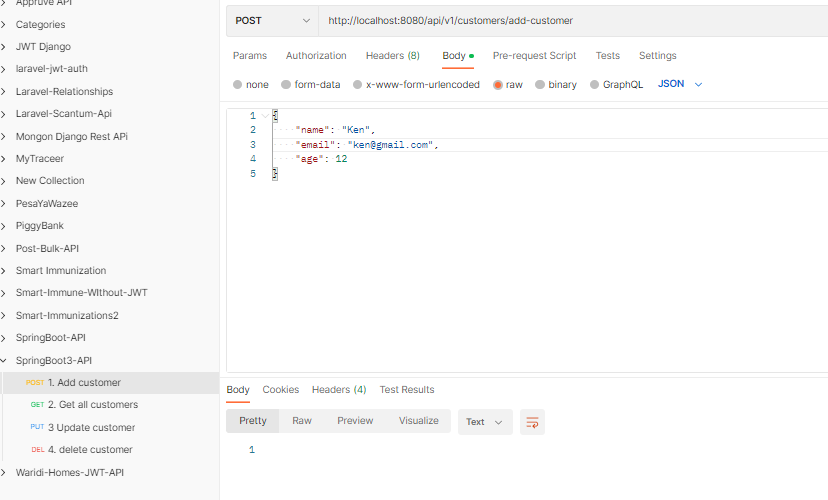 Appruve API
Categories
JWT Django
laravel-jwt-auth
Laravel-Relationships
Laravel-Scantum-Api
Mongon Django Rest APi
MyTraceer
New Collection
PesaYaWazee
PiggyBank
Post-Bulk-API
Smart Immunization
Smart-Immune-WIthout-JWT
Smart-Immunizations2
SpringBoot-API
SpringBoot3-API
POST 1. Add customer
GET 2. Get all customers
PUT 3 Update customer
DEL 4. delete customer
Waridi-Homes-JWT-API
POST http://localhost:8080/api/v1/customers/add-customer
Params Authorization Headers (8) Body Pre-request Script Tests Settings
none form-data x-www-form-urlencoded raw binary GraphQL JSON
1 {
2 "name": "Ken",
3 "email": "ken@gmail.com",
4 "age": 12
5 }
Body Cookies Headers (4) Test Results
Pretty Raw Preview Visualize Text
1